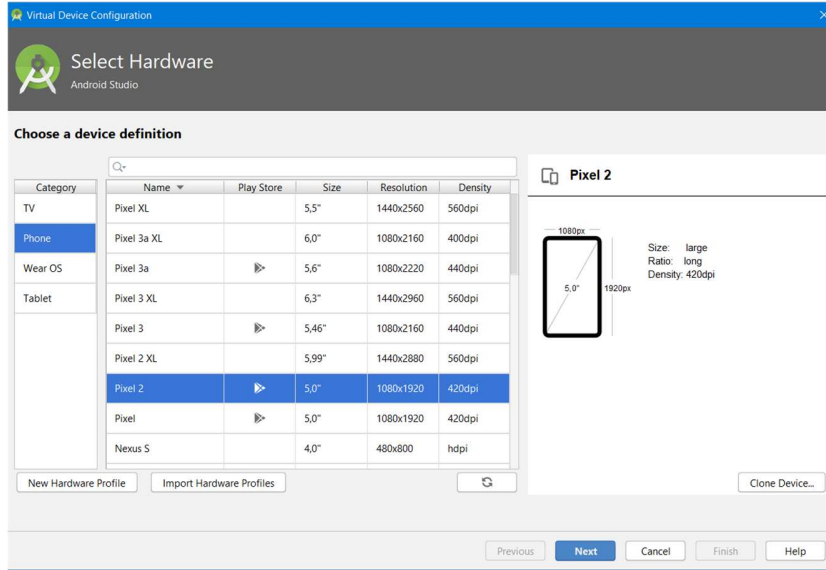 Virtual Device Configuration
Select Hardware
Android Studio
Choose a device definition
Category
TV
Phone
Wear OS
Tablet
Name Play Store Size Resolution Density
Pixel XL 5,5" 1440x2560 560dpi
Pixel 3a XL 6,0" 1080x2160 400dpi
Pixel 3a 5,6" 1080x2220 440dpi
Pixel 3 XL 6,3" 1440x2960 560dpi
Pixel 3 5,46" 1080x2160 440dpi
Pixel 2 XL 5,99" 1440x2880 560dpi
Pixel 2 5,0" 1080x1920 420dpi
Pixel 5,0" 1080x1920 420dpi
Nexus S 4,0" 480x800 hdpi
New Hardware Profile Import Hardware Profiles
Pixel 2
1080px
5,0"
1920px
Size: large
Ratio: long
Density: 420dpi
Clone Device...
Previous Next Cancel Finish Help